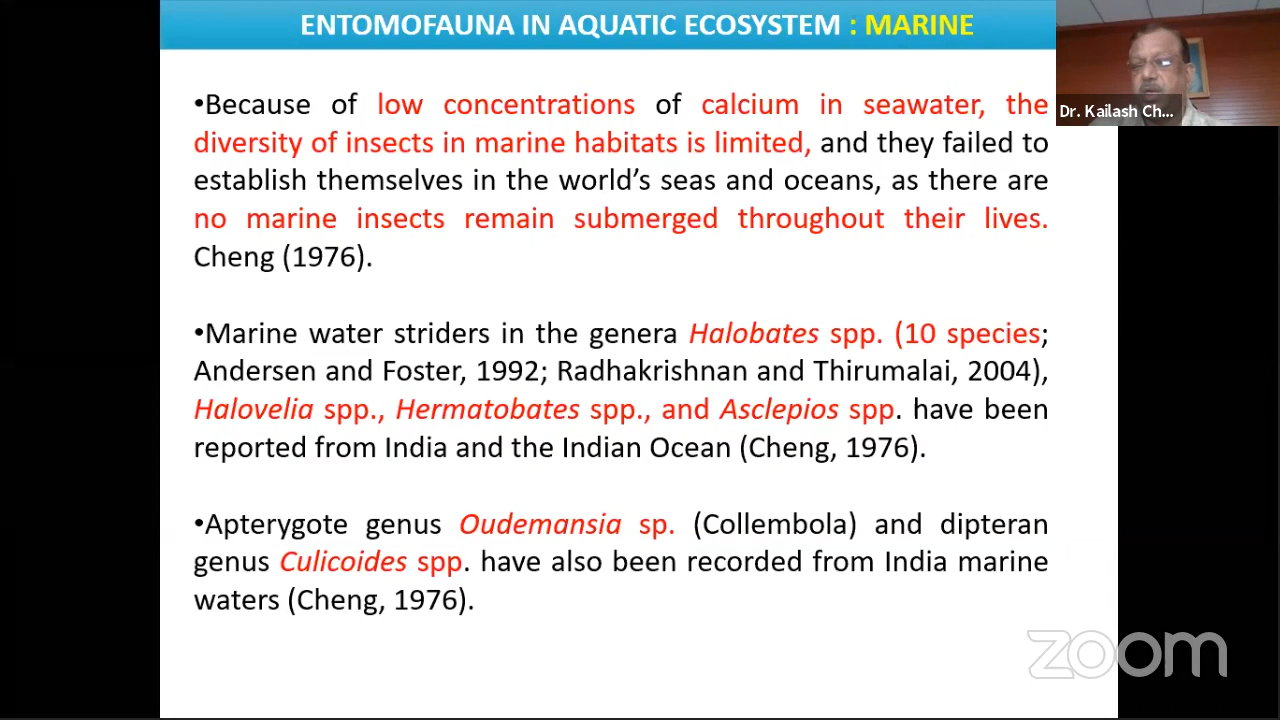 ENTOMOFAUNA IN AQUATIC ECOSYSTEM : MARINE
Dr. Kailash Ch...
•Because of low concentrations of calcium in seawater, the
diversity of insects in marine habitats is limited, and they failed to
establish themselves in the world's seas and oceans, as there are
no marine insects remain submerged throughout their lives.
Cheng (1976).
•Marine water striders in the genera Halobates spp. (10 species;
Andersen and Foster, 1992; Radhakrishnan and Thirumalai, 2004),
Halovelia spp., Hermatobates spp., and Asclepios spp. have been
reported from India and the Indian Ocean (Cheng, 1976).
•Apterygote genus Oudemansia sp. (Collembola) and dipteran
genus Culicoides spp. have also been recorded from India marine
waters (Cheng, 1976).
zoom